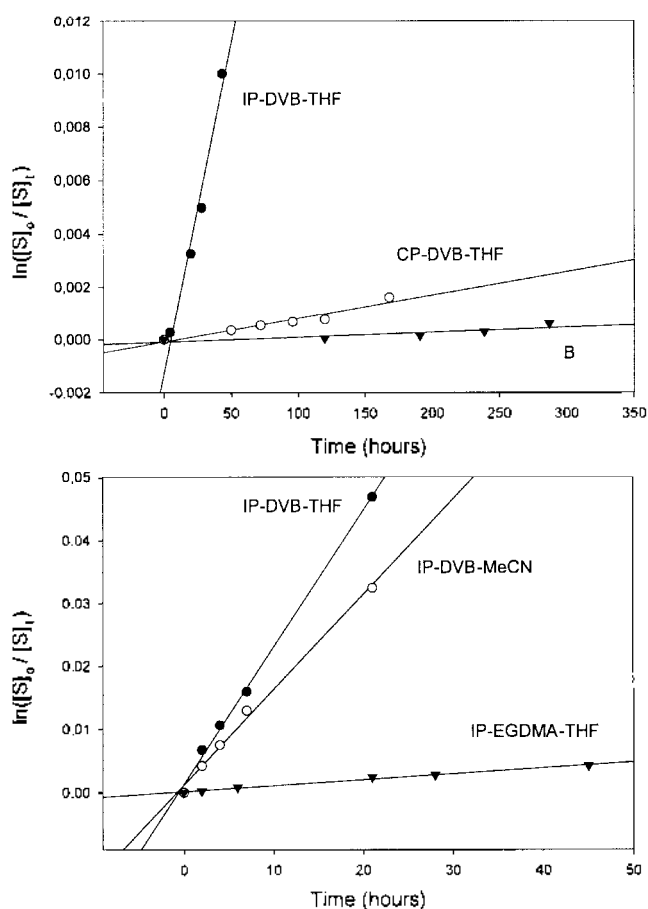 0,012
0,010
0,008
0,006
0,004
0,002
0,000
-0,002
ln([S]o / [S]t)
IP-DVB-THF
CP-DVB-THF
B
0 50 100 150 200 250 300 350
Time (hours)
0.05
0.04
0.03
0.02
0.01
0.00
ln([S]o / [S]t)
IP-DVB-THF
IP-DVB-MeCN
IP-EGDMA-THF
0 10 20 30 40 50
Time (hours)